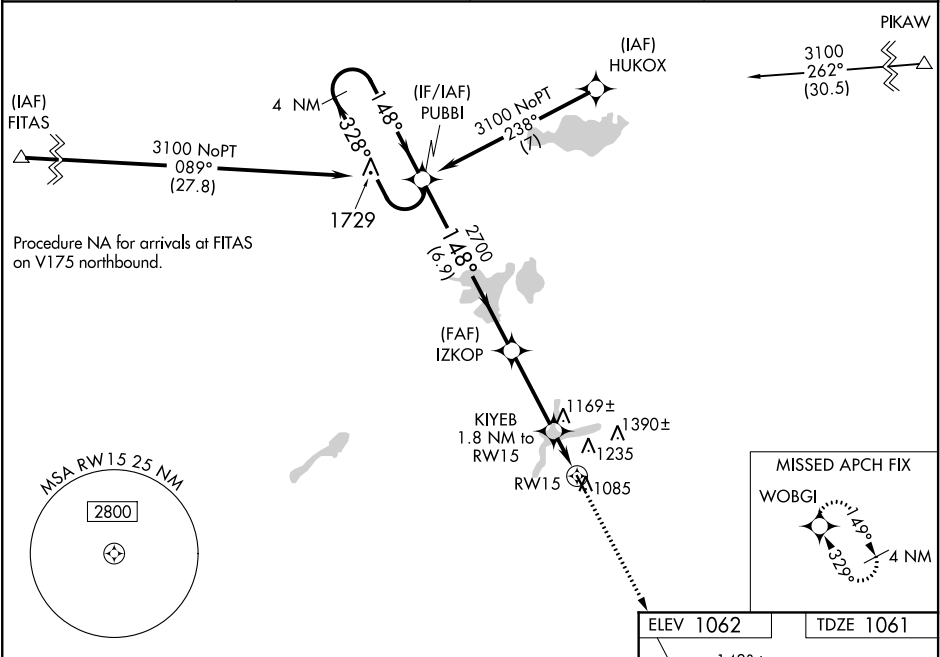 PIKAW
3100
262°
(30.5)
(IAF)
HUKOX
(IF/IAF)
PUBBI
3100 NoPT
238°
(7)
4 NM
148°
328°
(IAF)
FITAS
3100 NoPT
089°
(27.8)
1729
Procedure NA for arrivals at FITAS
on V175 northbound.
2700
148°
(6.9)
(FAF)
IZKOP
KIYEB
1.8 NM to
RW15
1169±
1390±
1235
RW15
1085
MSA RW15 25 NM
2800
MISSED APCH FIX
WOBGI
149°
329°
4 NM
ELEV 1062
TDZE 1061